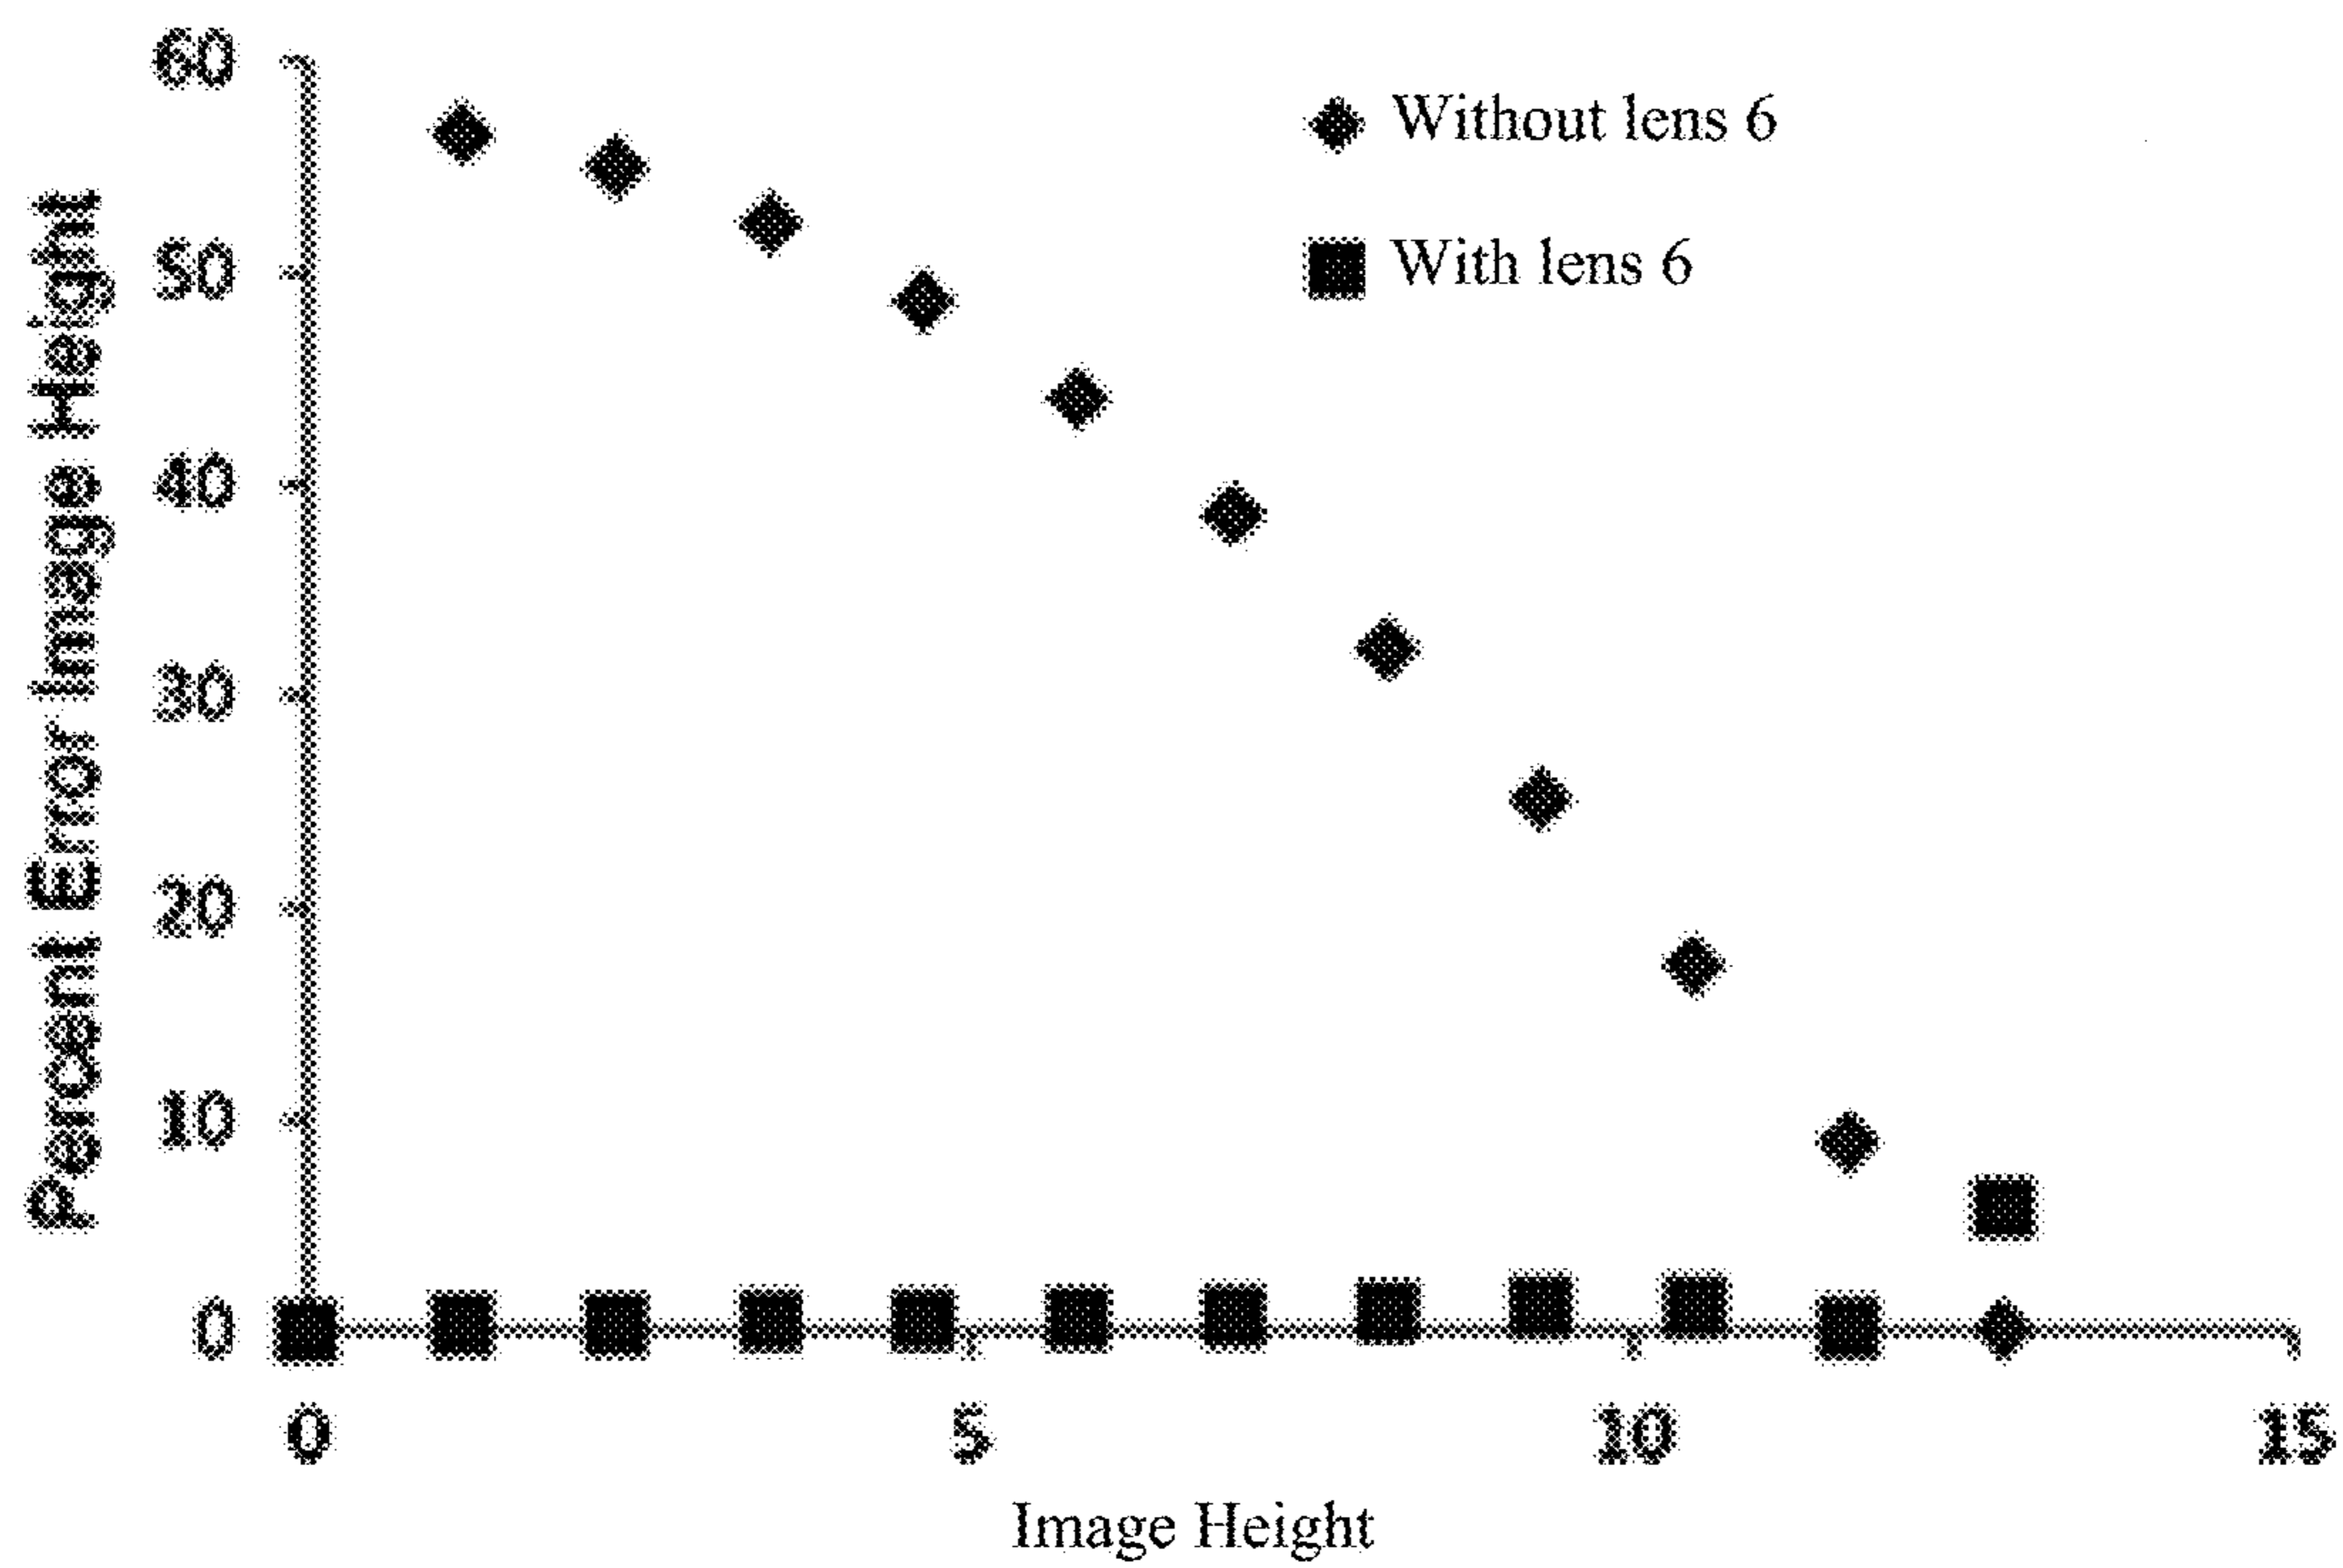 60
50
40
30
20
10
0
Percent Error Image Height
Without lens 6
With lens 6
0
5
10
15
Image Height